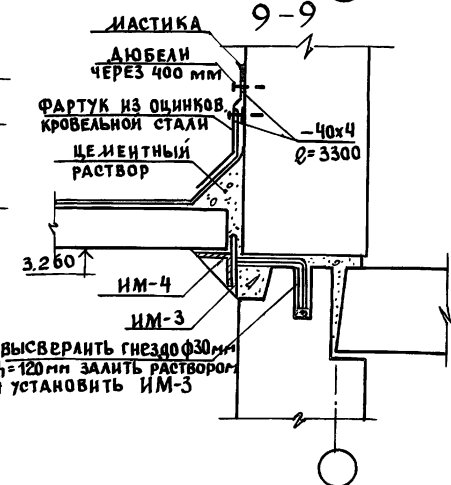 9-9
МАСТИКА
ДЮБЕЛИ
ЧЕРЕЗ 400 мм
ФАРТУК ИЗ ОЦИНКОВ.
КРОВЕЛЬНОЙ СТАЛИ
-40х4
ℓ=3300
ЦЕМЕНТНЫЙ
РАСТВОР
3.260
ИМ-4
ИМ-3
ВЫСВЕРЛИТЬ ГНЕЗДО ф30мм
h=120мм ЗАЛИТЬ РАСТВОРОМ
И УСТАНОВИТЬ ИМ-3